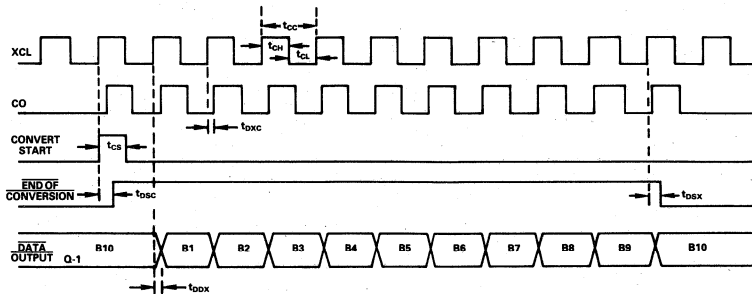 tCC
XCL
tCH
tCL
CO
tDXC
CONVERT
START
tCS
END OF
CONVERSION
tDSC
tDSX
DATA
OUTPUT Q-1
B10 B1 B2 B3 B4 B5 B6 B7 B8 B9 B10
tDDX